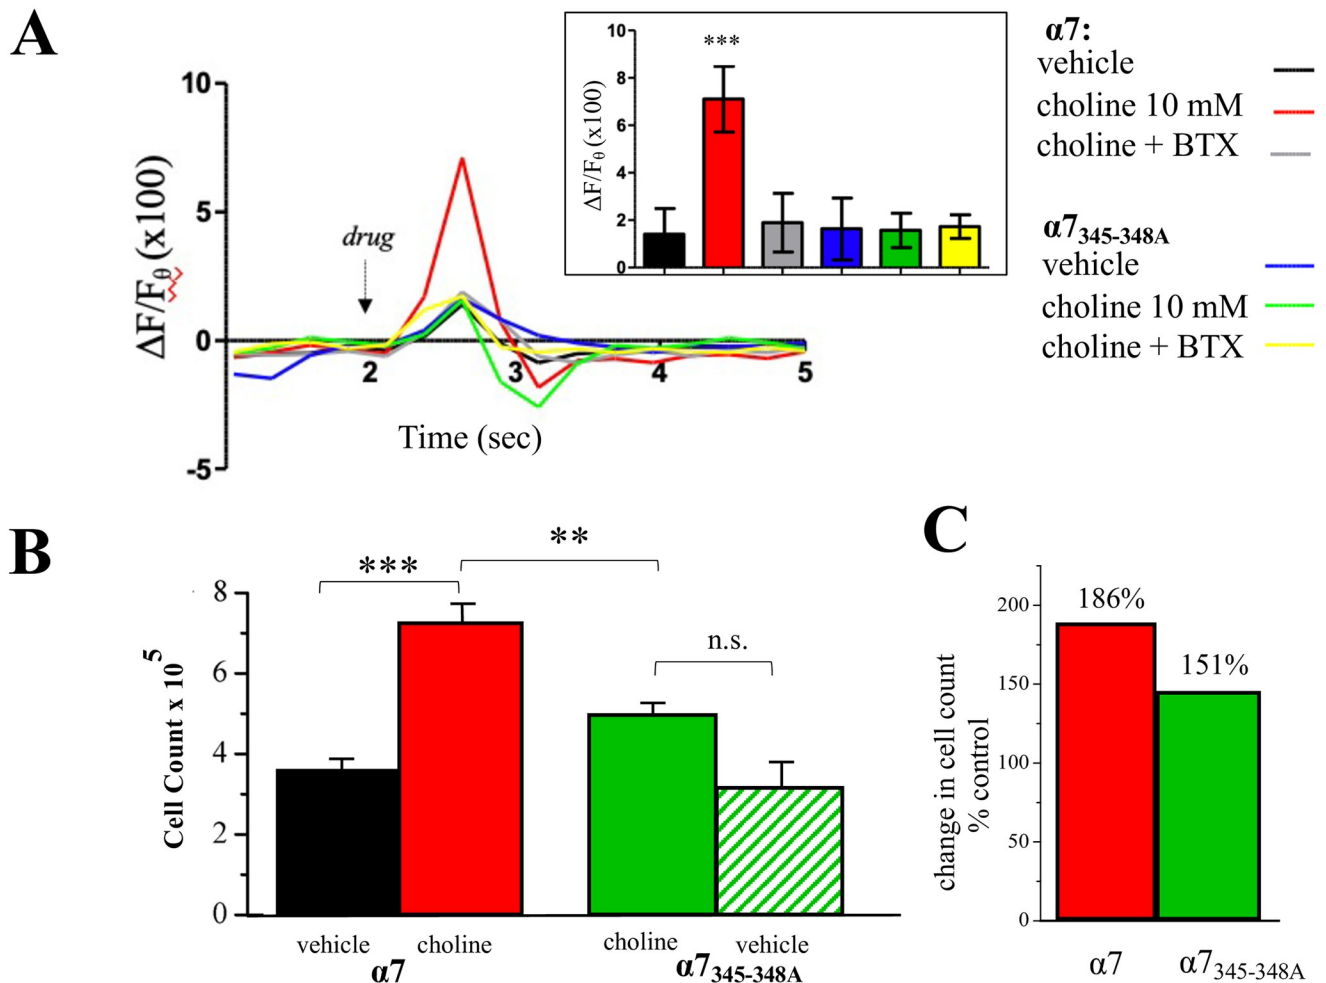 A
10
5
0
-5
ΔF/Fθ (x100)
drug
2
3
4
5
Time (sec)
10
8
6
4
2
0
ΔF/Fθ (x100)
***
α7:
vehicle
choline 10 mM
choline + BTX
α7345-348A
vehicle
choline 10 mM
choline + BTX
B
***
**
n.s.
8
6
4
2
0
Cell Count x 10 5
vehicle
choline
choline
vehicle
α7
α7345-348A
C
200
150
100
50
0
change in cell count
% control
186%
151%
α7
α7345-348A